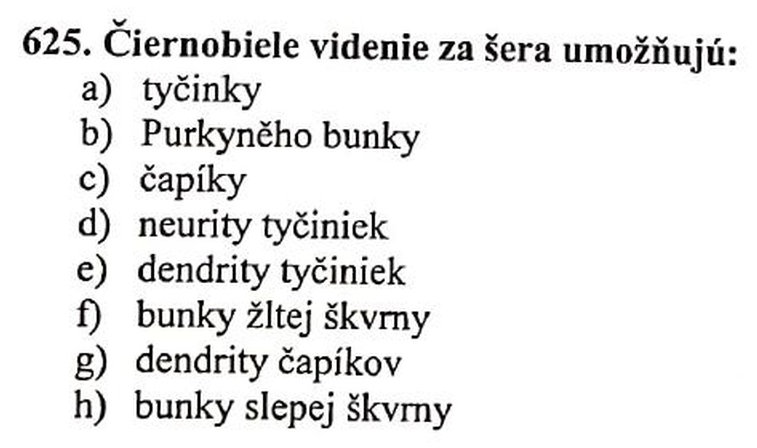 625. Čiernobiele videnie za šera umožňujú:
a) tyčinky
b) Purkyněho bunky
c) čapíky
d) neurity tyčiniek
e) dendrity tyčiniek
f) bunky žltej škvrny
g) dendrity čapíkov
h) bunky slepej škvrny